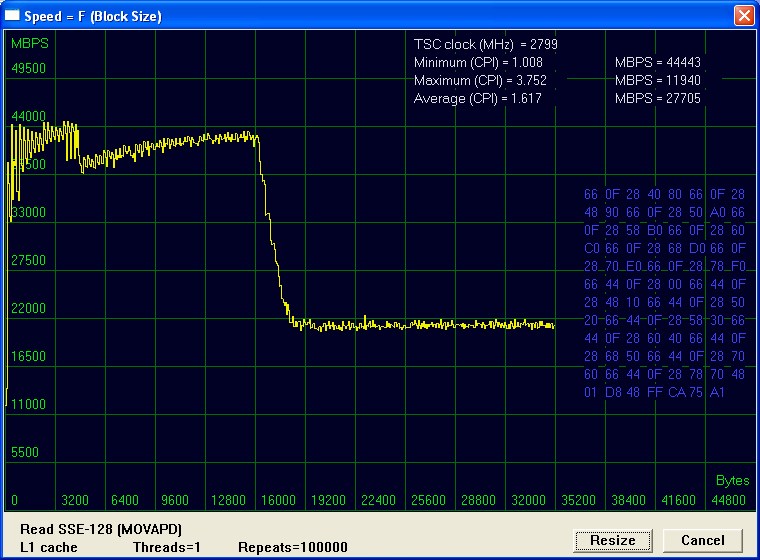 Speed = F (Block Size)
MBPS
TSC clock (MHz) = 2799
Minimum (CPI) = 1.008 MBPS = 44443
Maximum (CPI) = 3.752 MBPS = 11940
Average (CPI) = 1.617 MBPS = 27705
49500
44000
500
33000
27500
22000
16500
11000
5500
66 0F 28 40 80 66 0F 28
48 90 66 0F 28 50 A0 66
0F 28 58 B0 66 0F 28 60
C0 66 0F 28 68 D0 66 0F
28 70 E0 66 0F 28 78 F0
66 44 0F 28 00 66 44 0F
28 48 10 66 44 0F 28 50
20 66 44 0F 28 58 30 66
44 0F 28 60 40 66 44 0F
28 68 50 66 44 0F 28 70
60 66 44 0F 28 78 70 48
01 D8 48 FF CA 75 A1
Bytes
0 3200 6400 9600 12800 16000 19200 22400 25600 28800 32000 35200 38400 41600 44800
Read SSE-128 (MOVAPD)
L1 cache Threads=1 Repeats=100000
Resize Cancel